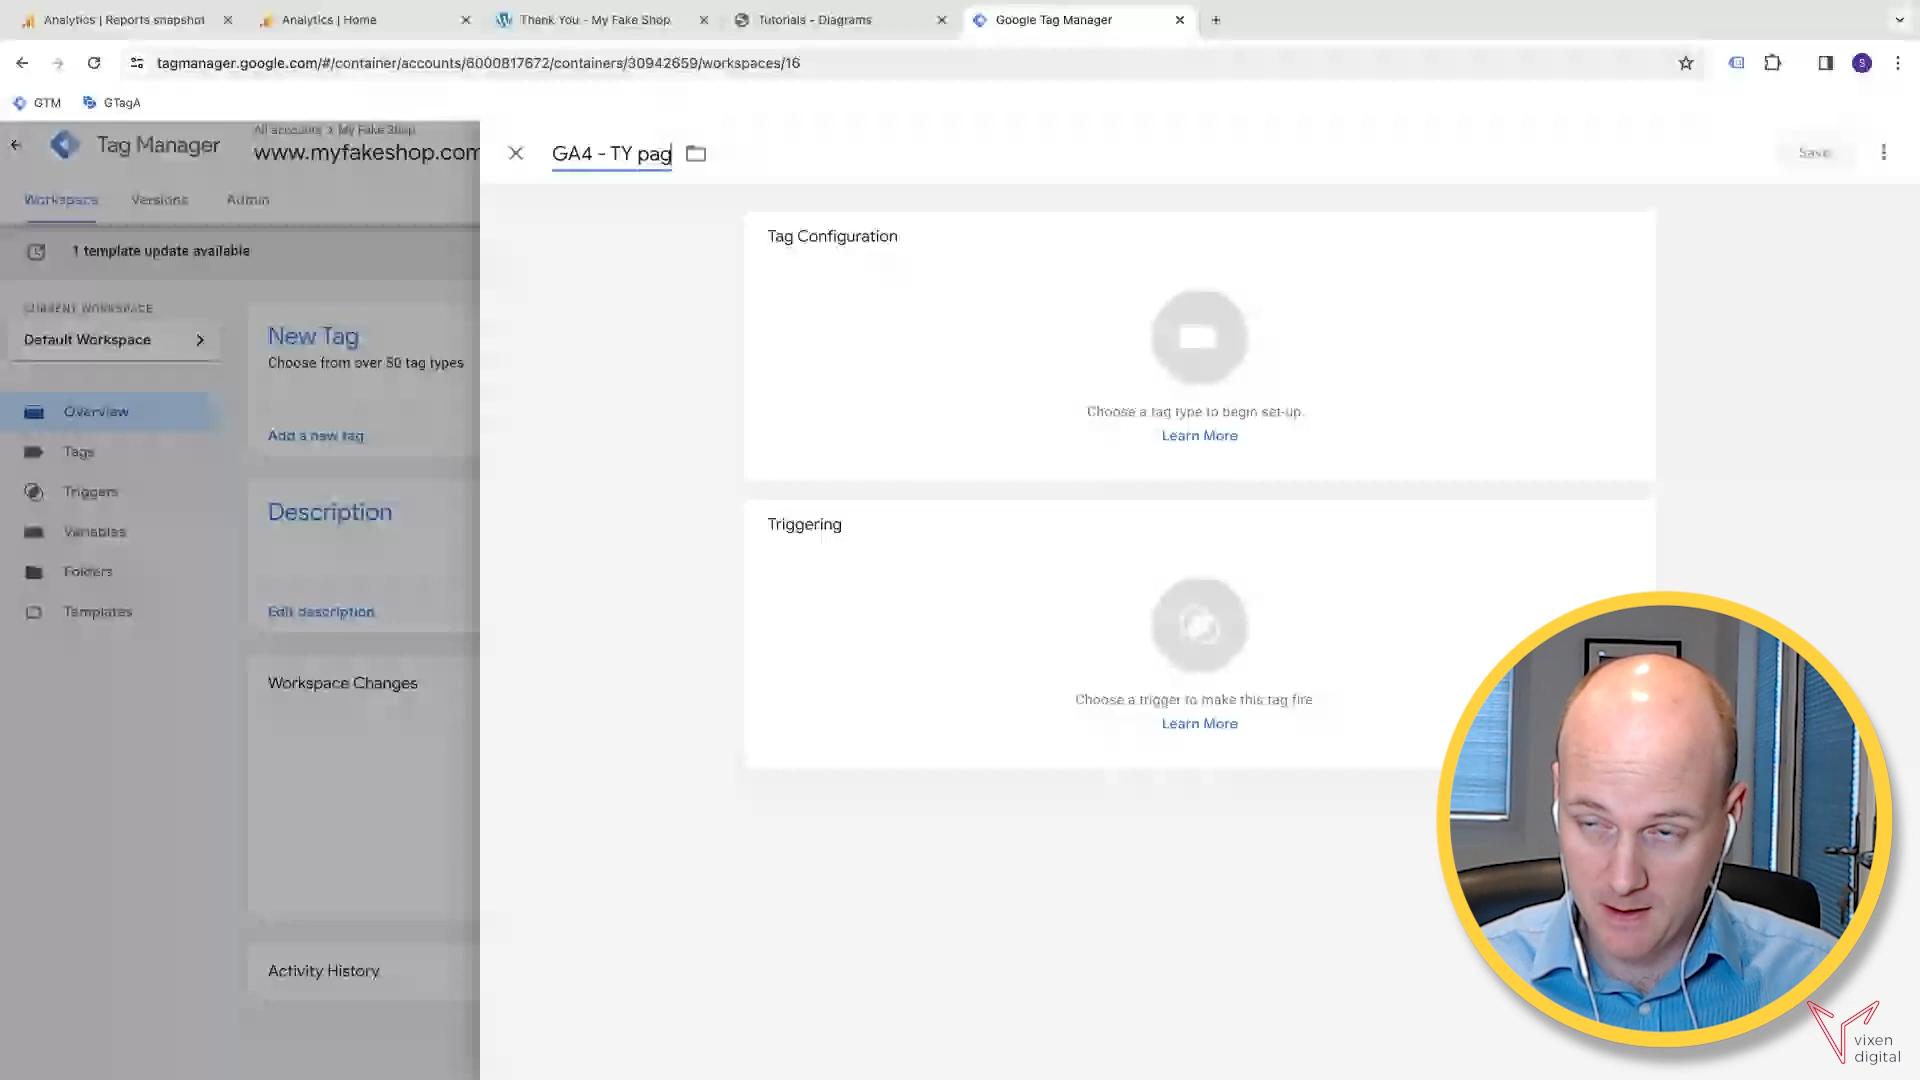 Analytics | Reports snapshot
Analytics | Home
Thank You - My Fake Shop
Tutorials - Diagrams
Google Tag Manager
tagmanager.google.com/#/container/accounts/6000817672/containers/30942659/workspaces/16
S
GTM
GTagA
Tag Manager
All accounts > My Fake Shop
www.myfakeshop.com
GA4 - TY pag
Save
Workspace
Versions
Admin
1 template update available
CURRENT WORKSPACE
Default Workspace
Overview
Tags
Triggers
Variables
Folders
Templates
New Tag
Choose from over 50 tag types
Add a new tag
Description
Edit description
Workspace Changes
Activity History
Tag Configuration
Choose a tag type to begin set-up.
Learn More
Triggering
Choose a trigger to make this tag fire
Learn More
vixen
digital